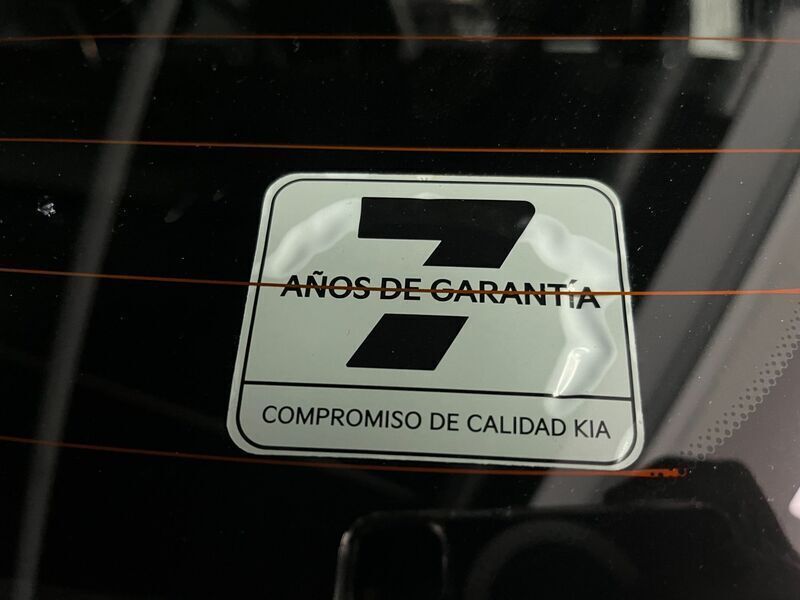 7
AÑOS DE GARANTÍA
COMPROMISO DE CALIDAD KIA